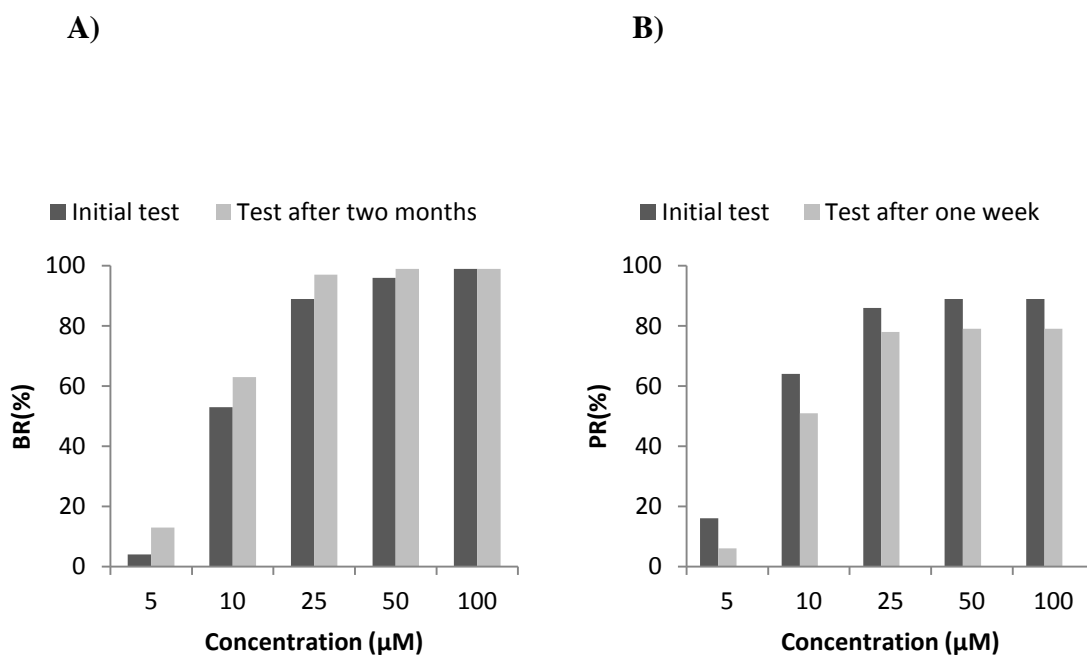 A)
B)
Initial test Test after two months
100
80
60
40
20
0
BR(%)
5 10 25 50 100
Concentration (µM)
Initial test Test after one week
100
80
60
40
20
0
PR(%)
5 10 25 50 100
Concentration (µM)